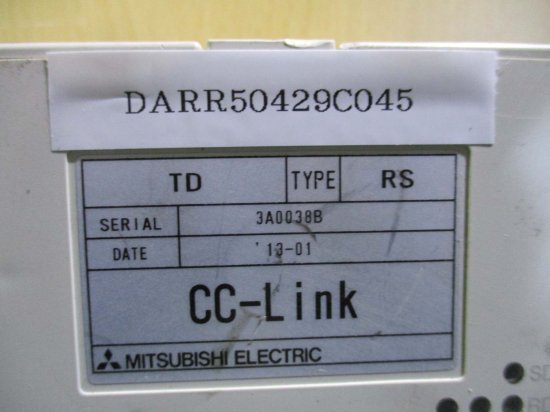 DARR50429C045
TD TYPE RS
SERIAL 3A0038B
DATE '13-01
CC-Link
MITSUBISHI ELECTRIC